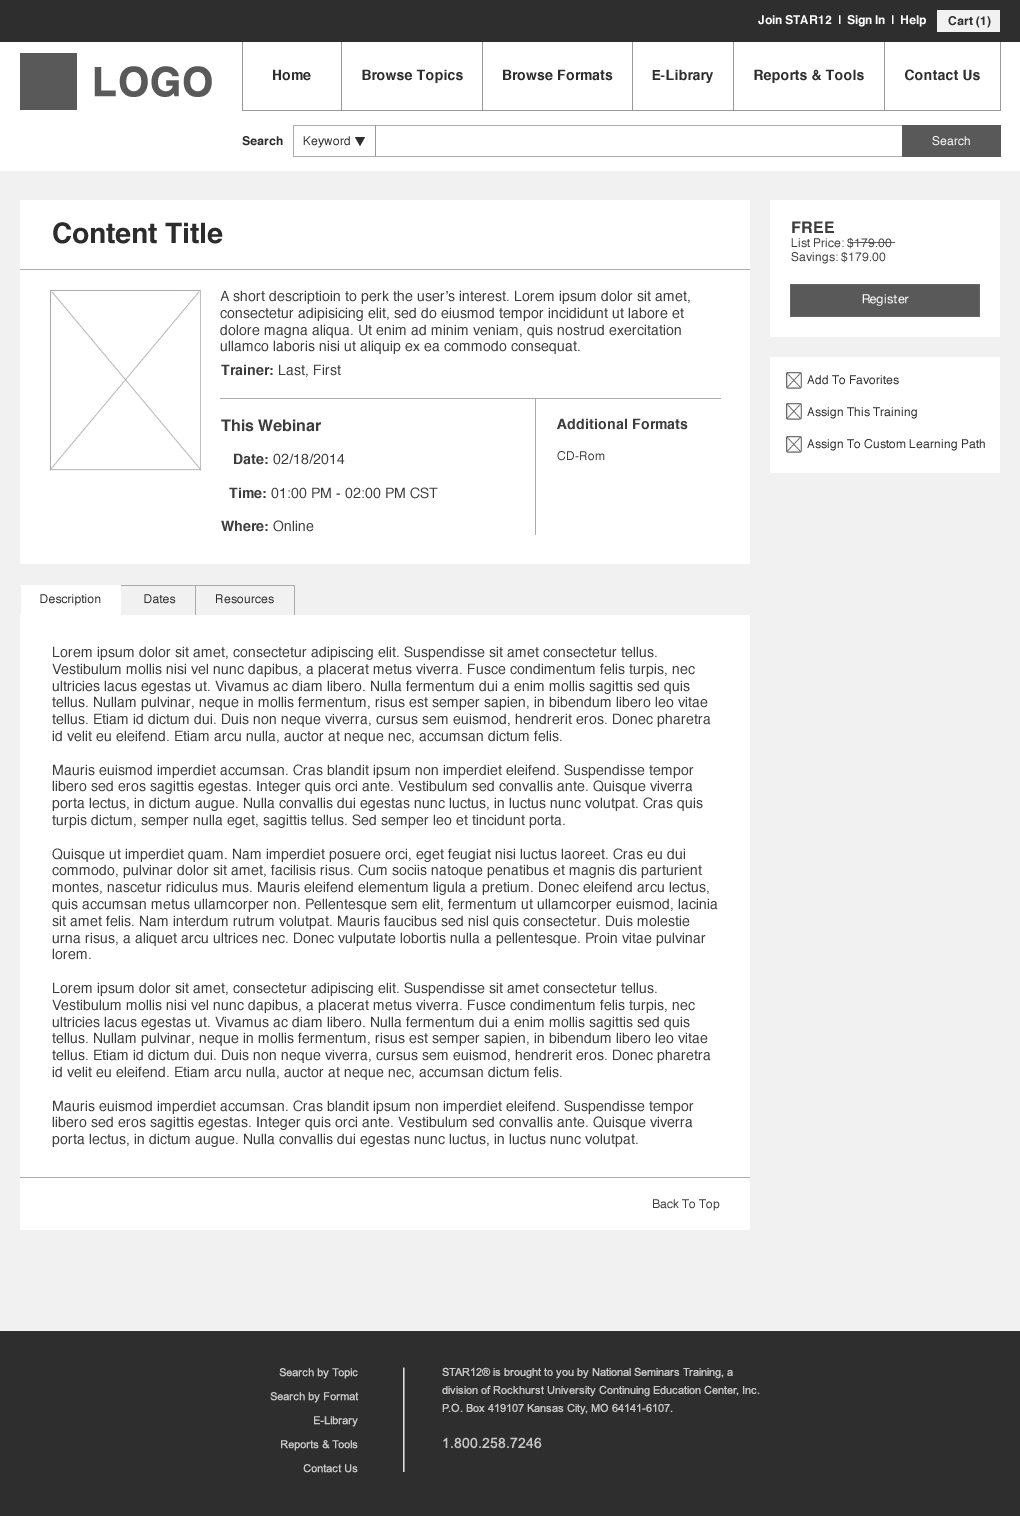 Join STAR12 | Sign In | Help Cart (1)
LOGO
Home Browse Topics Browse Formats E-Library Reports & Tools Contact Us
Search Keyword ▼ Search
Content Title
A short descriptioin to perk the user's interest. Lorem ipsum dolor sit amet,
consectetur adipisicing elit, sed do eiusmod tempor incididunt ut labore et
dolore magna aliqua. Ut enim ad minim veniam, quis nostrud exercitation
ullamco laboris nisi ut aliquip ex ea commodo consequat.
Trainer: Last, First
This Webinar
Date: 02/18/2014
Time: 01:00 PM - 02:00 PM CST
Where: Online
Additional Formats
CD-Rom
FREE
List Price: $179.00
Savings: $179.00
Register
Add To Favorites
Assign This Training
Assign To Custom Learning Path
Description Dates Resources
Lorem ipsum dolor sit amet, consectetur adipiscing elit. Suspendisse sit amet consectetur tellus.
Vestibulum mollis nisi vel nunc dapibus, a placerat metus viverra. Fusce condimentum felis turpis, nec
ultricies lacus egestas ut. Vivamus ac diam libero. Nulla fermentum dui a enim mollis sagittis sed quis
tellus. Nullam pulvinar, neque in mollis fermentum, risus est semper sapien, in bibendum libero leo vitae
tellus. Etiam id dictum dui. Duis non neque viverra, cursus sem euismod, hendrerit eros. Donec pharetra
id velit eu eleifend. Etiam arcu nulla, auctor at neque nec, accumsan dictum felis.
Mauris euismod imperdiet accumsan. Cras blandit ipsum non imperdiet eleifend. Suspendisse tempor
libero sed eros sagittis egestas. Integer quis orci ante. Vestibulum sed convallis ante. Quisque viverra
porta lectus, in dictum augue. Nulla convallis dui egestas nunc luctus, in luctus nunc volutpat. Cras quis
turpis dictum, semper nulla eget, sagittis tellus. Sed semper leo et tincidunt porta.
Quisque ut imperdiet quam. Nam imperdiet posuere orci, eget feugiat nisi luctus laoreet. Cras eu dui
commodo, pulvinar dolor sit amet, facilisis risus. Cum sociis natoque penatibus et magnis dis parturient
montes, nascetur ridiculus mus. Mauris eleifend elementum ligula a pretium. Donec eleifend arcu lectus,
quis accumsan metus ullamcorper non. Pellentesque sem elit, fermentum ut ullamcorper euismod, lacinia
sit amet felis. Nam interdum rutrum volutpat. Mauris faucibus sed nisl quis consectetur. Duis molestie
urna risus, a aliquet arcu ultrices nec. Donec vulputate lobortis nulla a pellentesque. Proin vitae pulvinar
lorem.
Lorem ipsum dolor sit amet, consectetur adipiscing elit. Suspendisse sit amet consectetur tellus.
Vestibulum mollis nisi vel nunc dapibus, a placerat metus viverra. Fusce condimentum felis turpis, nec
ultricies lacus egestas ut. Vivamus ac diam libero. Nulla fermentum dui a enim mollis sagittis sed quis
tellus. Nullam pulvinar, neque in mollis fermentum, risus est semper sapien, in bibendum libero leo vitae
tellus. Etiam id dictum dui. Duis non neque viverra, cursus sem euismod, hendrerit eros. Donec pharetra
id velit eu eleifend. Etiam arcu nulla, auctor at neque nec, accumsan dictum felis.
Mauris euismod imperdiet accumsan. Cras blandit ipsum non imperdiet eleifend. Suspendisse tempor
libero sed eros sagittis egestas. Integer quis orci ante. Vestibulum sed convallis ante. Quisque viverra
porta lectus, in dictum augue. Nulla convallis dui egestas nunc luctus, in luctus nunc volutpat.
Back To Top
Search by Topic
Search by Format
E-Library
Reports & Tools
Contact Us
STAR12® is brought to you by National Seminars Training, a
division of Rockhurst University Continuing Education Center, Inc.
P.O. Box 419107 Kansas City, MO 64141-6107.
1.800.258.7246